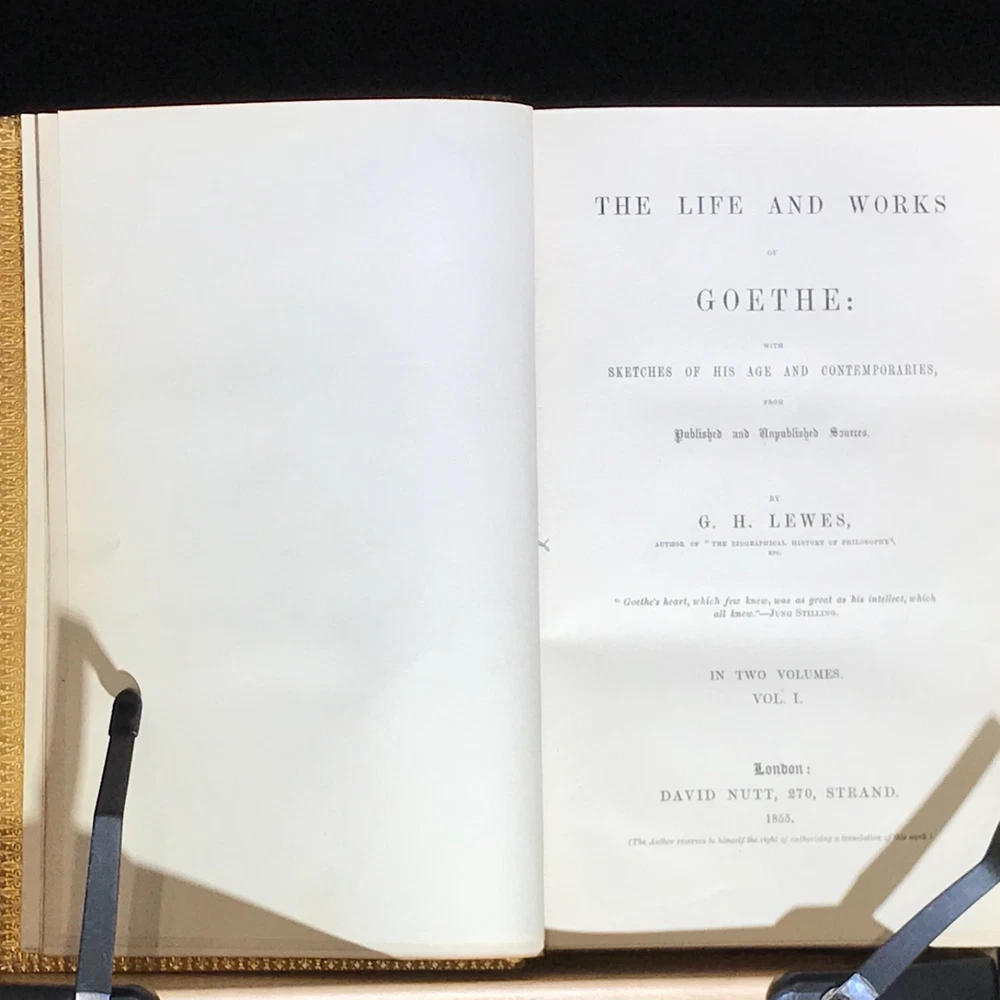 THE LIFE AND WORKS
OF
GOETHE:
WITH
SKETCHES OF HIS AGE AND CONTEMPORARIES,
FROM
Published and Unpublished Sources.
BY
G. H. LEWES,
AUTHOR OF "THE BIOGRAPHICAL HISTORY OF PHILOSOPHY",
ETC.
"Goethe's heart, which few knew, was as great as his intellect, which
all knew."—JUNG STILLING.
IN TWO VOLUMES.
VOL. I.
London:
DAVID NUTT, 270, STRAND.
1855.
(The Author reserves to himself the right of authorising a translation of this work.)